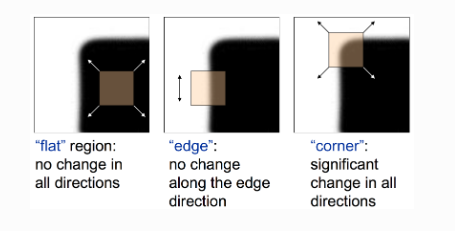 “flat” region:
no change in
all directions
“edge”:
no change
along the edge
direction
“corner”:
significant
change in all
directions